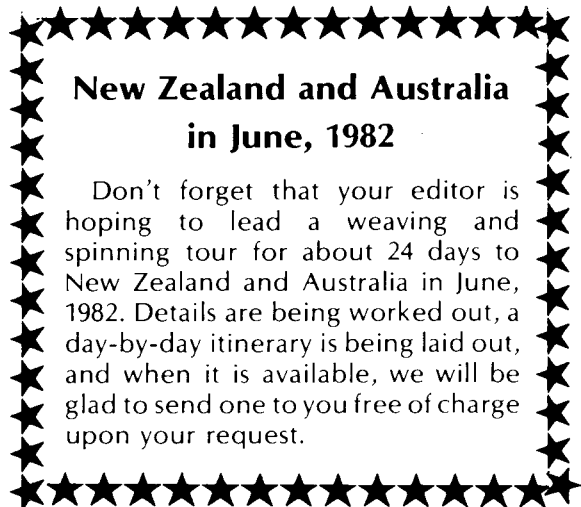 New Zealand and Australia
in June, 1982
Don't forget that your editor is
hoping to lead a weaving and
spinning tour for about 24 days to
New Zealand and Australia in June,
1982. Details are being worked out, a
day-by-day itinerary is being laid out,
and when it is available, we will be
glad to send one to you free of charge
upon your request.